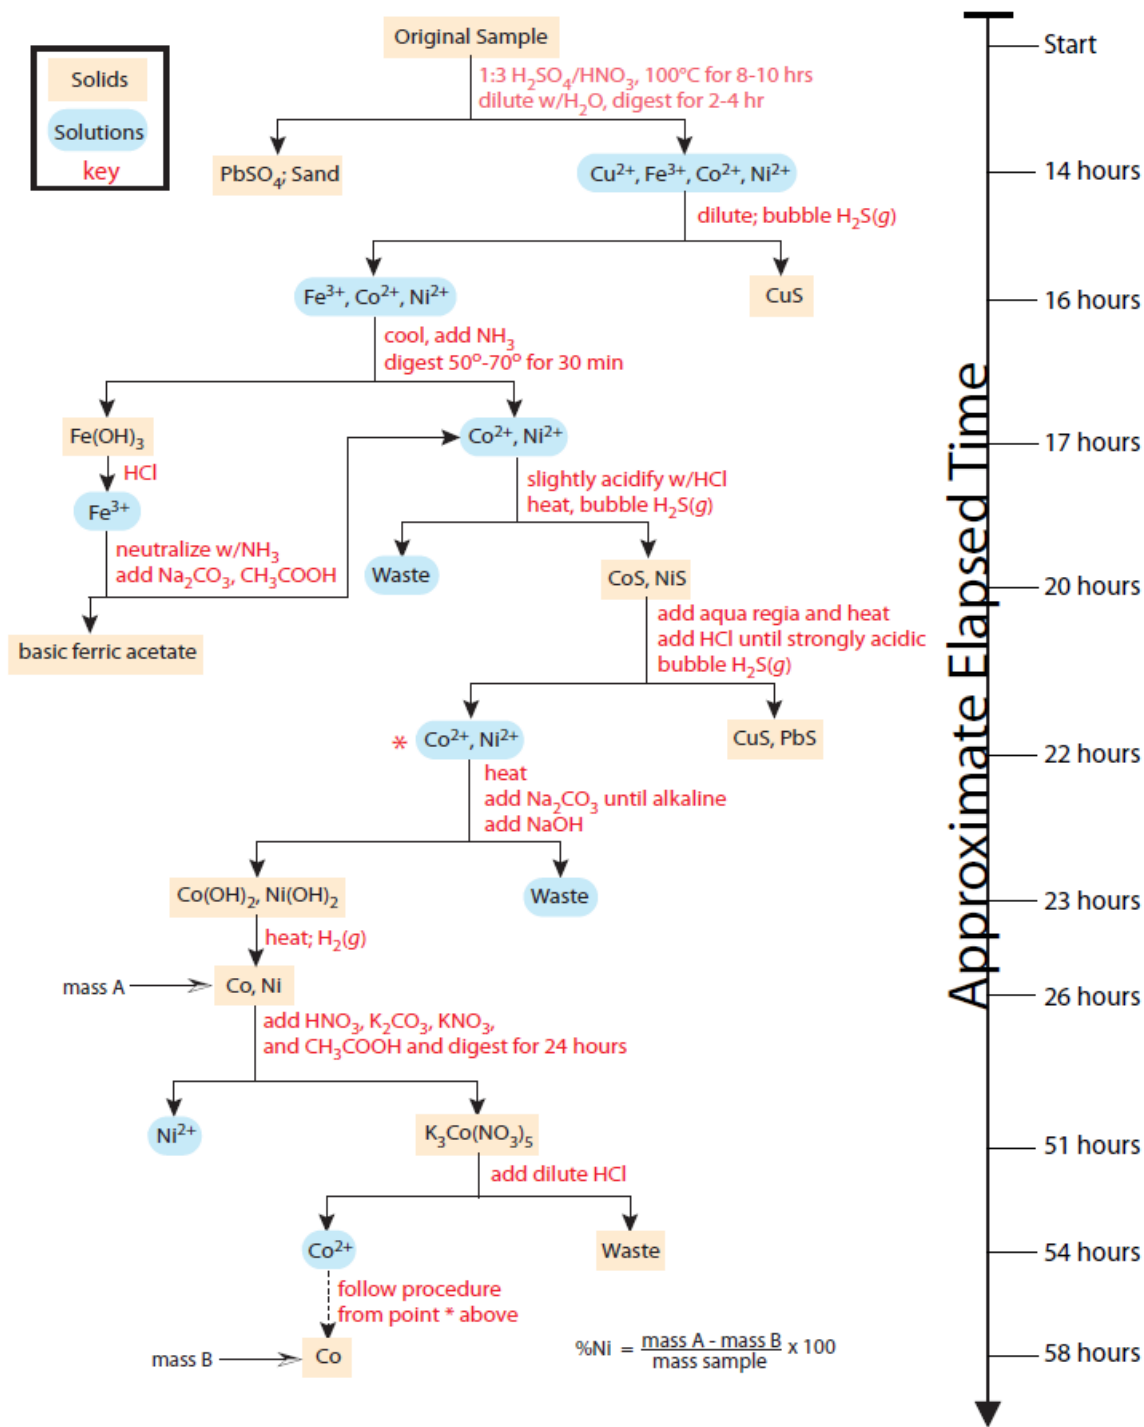 Original Sample
Start
Solids
Solutions
key
1:3 H₂SO₄/HNO₃, 100°C for 8-10 hrs
dilute w/H₂O, digest for 2-4 hr
PbSO₄; Sand
Cu²⁺, Fe³⁺, Co²⁺, Ni²⁺
14 hours
dilute; bubble H₂S(g)
Fe³⁺, Co²⁺, Ni²⁺
CuS
16 hours
cool, add NH₃
digest 50°-70° for 30 min
Fe(OH)₃
Co²⁺, Ni²⁺
17 hours
HCl
Fe³⁺
slightly acidify w/HCl
heat, bubble H₂S(g)
neutralize w/NH₃
add Na₂CO₃, CH₃COOH
Waste
CoS, NiS
20 hours
basic ferric acetate
add aqua regia and heat
add HCl until strongly acidic
bubble H₂S(g)
Approximate Elapsed Time
* Co²⁺, Ni²⁺
CuS, PbS
22 hours
heat
add Na₂CO₃ until alkaline
add NaOH
Co(OH)₂, Ni(OH)₂
Waste
23 hours
heat; H₂(g)
mass A
Co, Ni
26 hours
add HNO₃, K₂CO₃, KNO₃,
and CH₃COOH and digest for 24 hours
Ni²⁺
K₃Co(NO₃)₅
51 hours
add dilute HCl
Co²⁺
Waste
54 hours
follow procedure
from point * above
mass B
Co
%Ni = mass A - mass B / mass sample x 100
58 hours